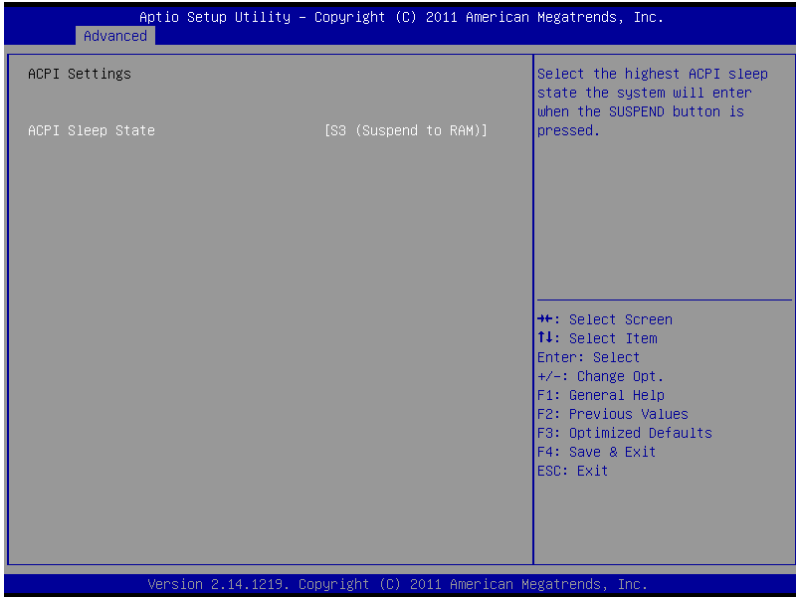 Aptio Setup Utility – Copyright (C) 2011 American Megatrends, Inc.
Advanced
ACPI Settings
ACPI Sleep State [S3 (Suspend to RAM)]
Select the highest ACPI sleep
state the system will enter
when the SUSPEND button is
pressed.
→←: Select Screen
↑↓: Select Item
Enter: Select
+/-: Change Opt.
F1: General Help
F2: Previous Values
F3: Optimized Defaults
F4: Save & Exit
ESC: Exit
Version 2.14.1219. Copyright (C) 2011 American Megatrends, Inc.